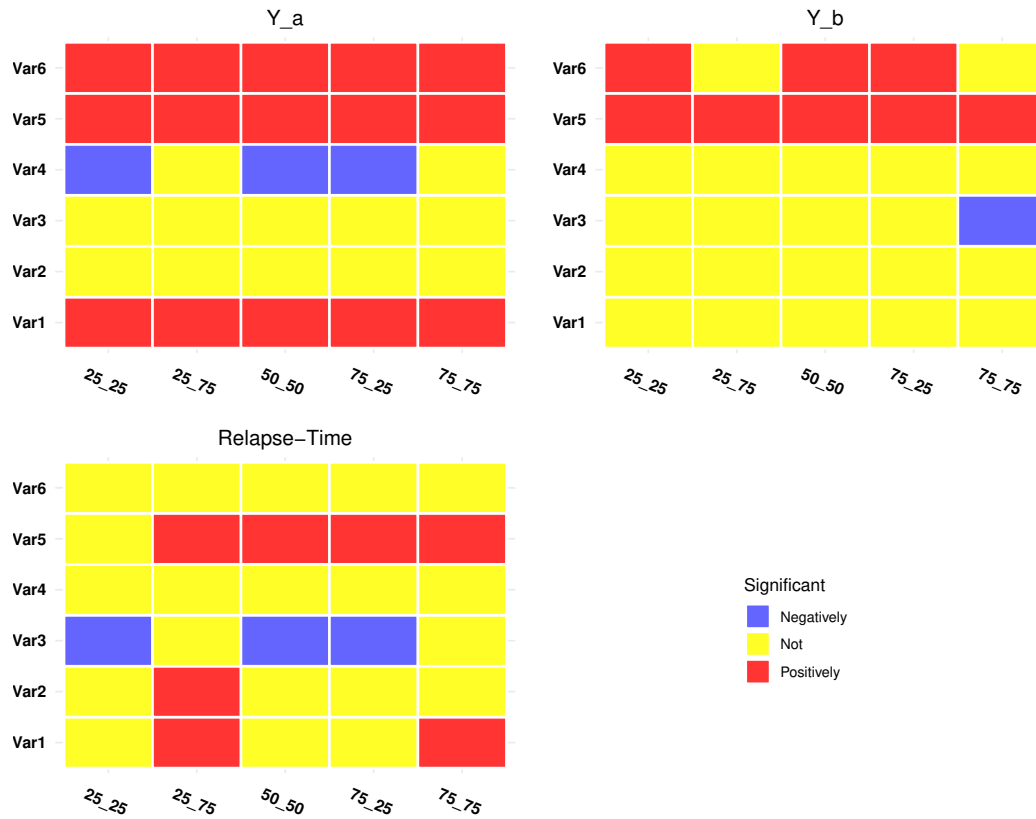 Y_a
Var6
Var5
Var4
Var3
Var2
Var1
25_25
25_75
50_50
75_25
75_75
Y_b
Var6
Var5
Var4
Var3
Var2
Var1
25_25
25_75
50_50
75_25
75_75
Relapse−Time
Var6
Var5
Var4
Var3
Var2
Var1
25_25
25_75
50_50
75_25
75_75
Significant
Negatively
Not
Positively